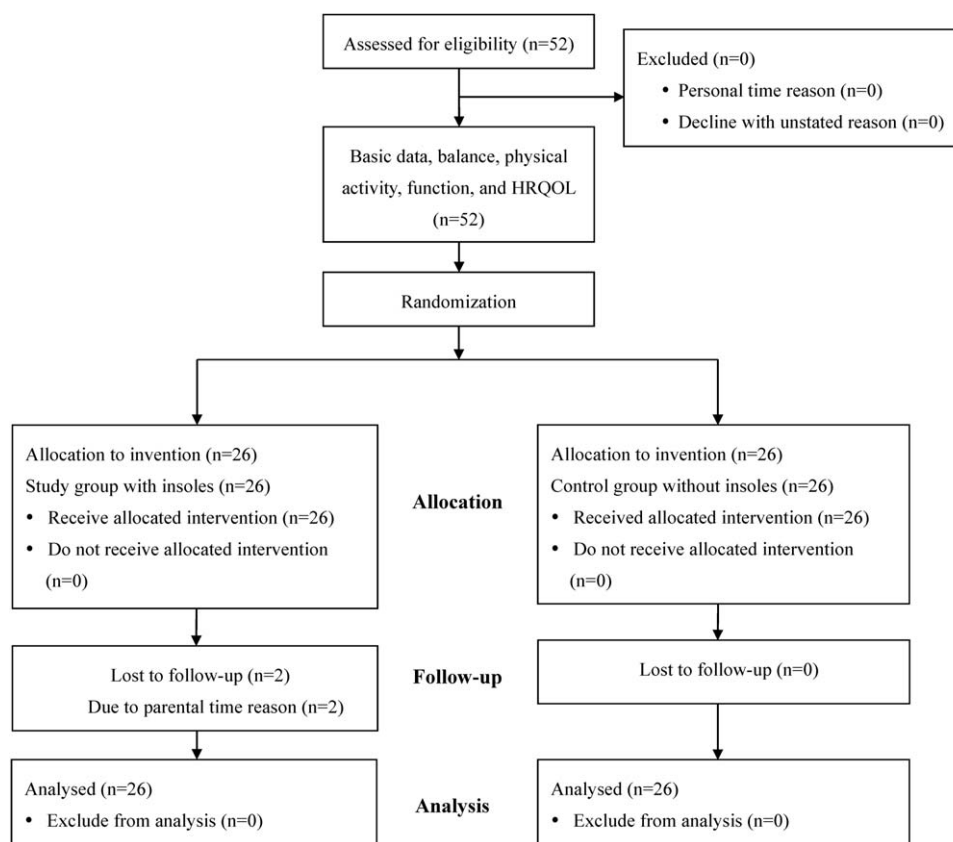 Assessed for eligibility (n=52)
Excluded (n=0)
• Personal time reason (n=0)
• Decline with unstated reason (n=0)
Basic data, balance, physical
activity, function, and HRQOL
(n=52)
Randomization
Allocation to invention (n=26)
Study group with insoles (n=26)
• Receive allocated intervention (n=26)
• Do not receive allocated intervention
(n=0)
Allocation
Allocation to invention (n=26)
Control group without insoles (n=26)
• Received allocated intervention (n=26)
• Do not receive allocated intervention
(n=0)
Lost to follow-up (n=2)
Due to parental time reason (n=2)
Follow-up
Lost to follow-up (n=0)
Analysed (n=26)
• Exclude from analysis (n=0)
Analysis
Analysed (n=26)
• Exclude from analysis (n=0)